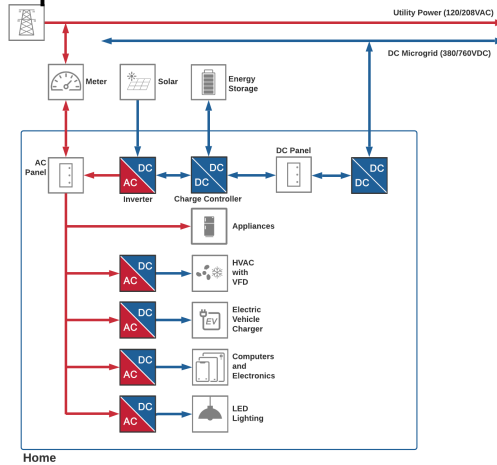 Utility Power (120/208VAC)
DC Microgrid (380/760VDC)
Meter
Solar
Energy
Storage
AC
Panel
DC
AC
Inverter
DC
DC
Charge Controller
DC Panel
DC
DC
Appliances
DC
AC
HVAC
with
VFD
DC
AC
EV
Electric
Vehicle
Charger
DC
AC
Computers
and
Electronics
DC
AC
LED
Lighting
Home